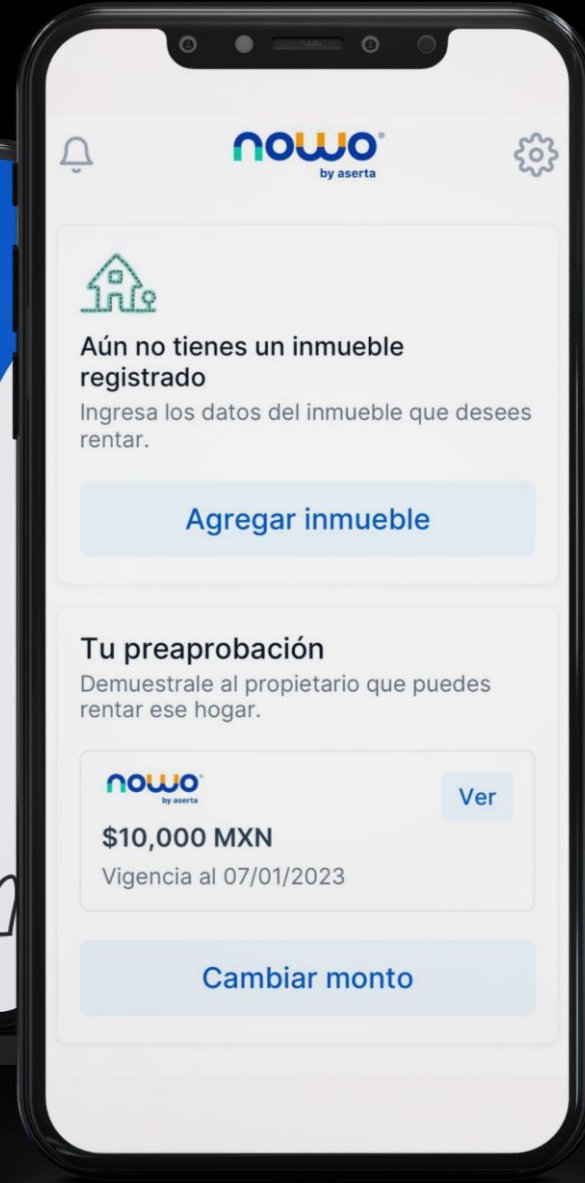 nowo
by aserta
Aún no tienes un inmueble
registrado
Ingresa los datos del inmueble que desees
rentar.
Agregar inmueble
Tu preaprobación
Demuestrale al propietario que puedes
rentar ese hogar.
nowo
by aserta
Ver
$10,000 MXN
Vigencia al 07/01/2023
Cambiar monto